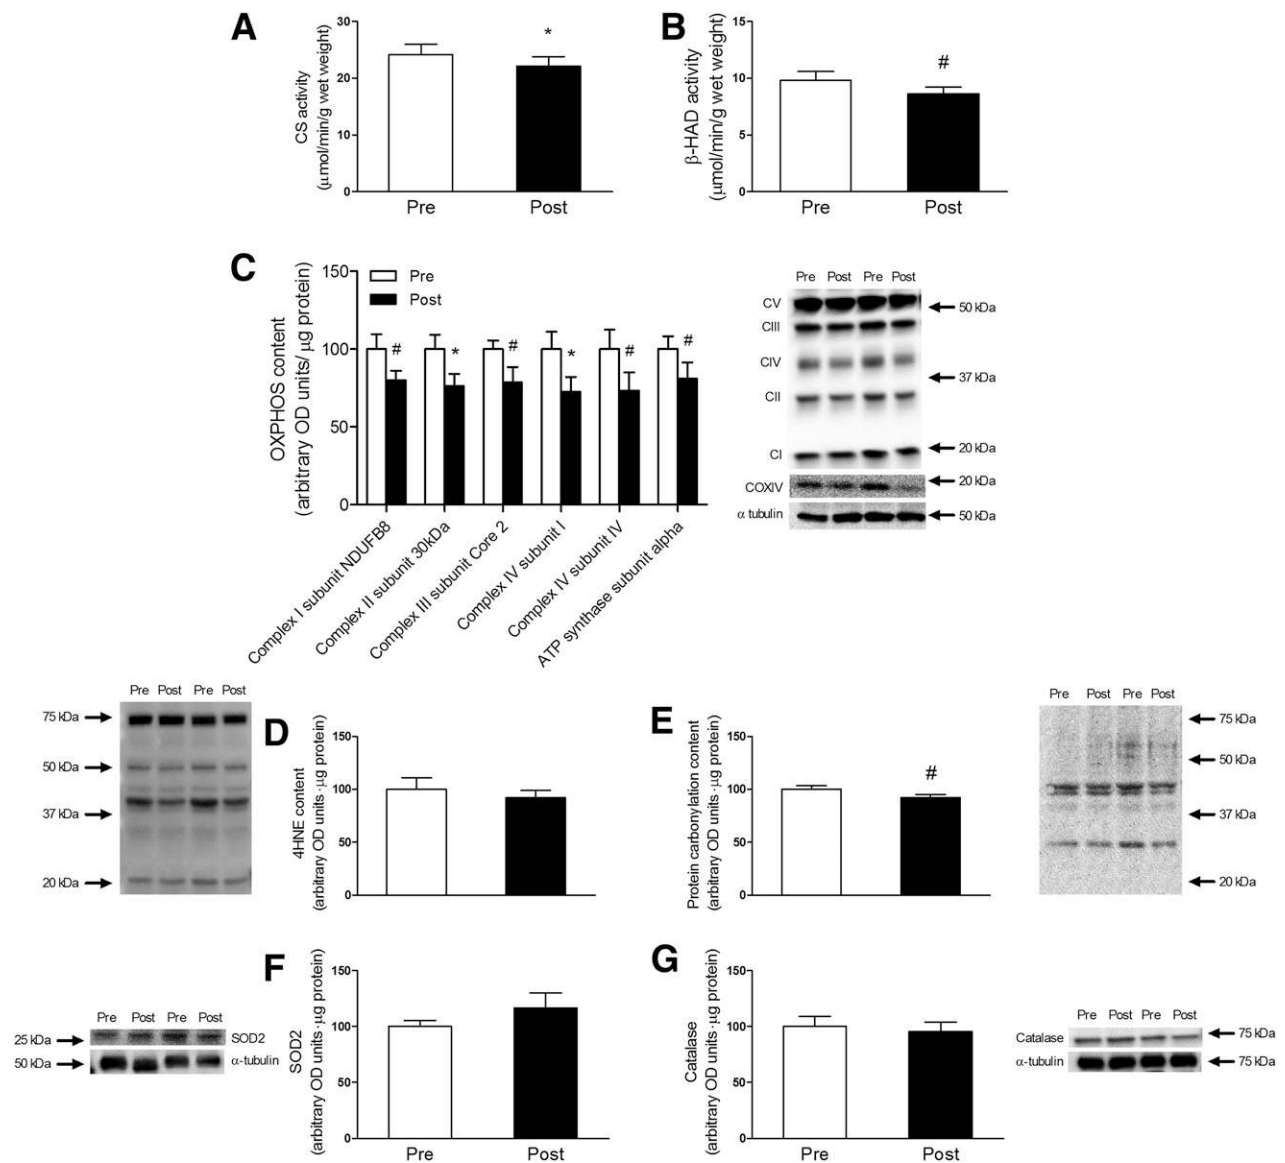 A
CS activity
(μmol/min/g wet weight)
30
20
10
0
*
Pre
Post
B
β-HAD activity
(μmol/min/g wet weight)
15
10
5
0
#
Pre
Post
C
OXPHOS content
(arbitrary OD units/ μg protein)
150
100
50
0
Pre
Post
#
*
#
*
#
#
Complex I subunit NDUFB8
Complex II subunit 30kDa
Complex III subunit Core 2
Complex IV subunit I
Complex IV subunit IV
ATP synthase subunit alpha
Pre Post Pre Post
CV
50 kDa
CIII
CIV
37 kDa
CII
CI
20 kDa
COXIV
20 kDa
α tubulin
50 kDa
Pre Post Pre Post
75 kDa
50 kDa
37 kDa
20 kDa
D
4HNE content
(arbitrary OD units·μg protein)
150
100
50
0
E
Protein carbonylation content
(arbitrary OD units·μg protein)
150
100
50
0
#
Pre Post Pre Post
75 kDa
50 kDa
37 kDa
20 kDa
Pre Post Pre Post
25 kDa
SOD2
50 kDa
α-tubulin
F
SOD2
(arbitrary OD units·μg protein)
150
100
50
0
Pre
Post
G
Catalase
(arbitrary OD units·μg protein)
150
100
50
0
Pre
Post
Pre Post Pre Post
Catalase
75 kDa
α-tubulin
75 kDa